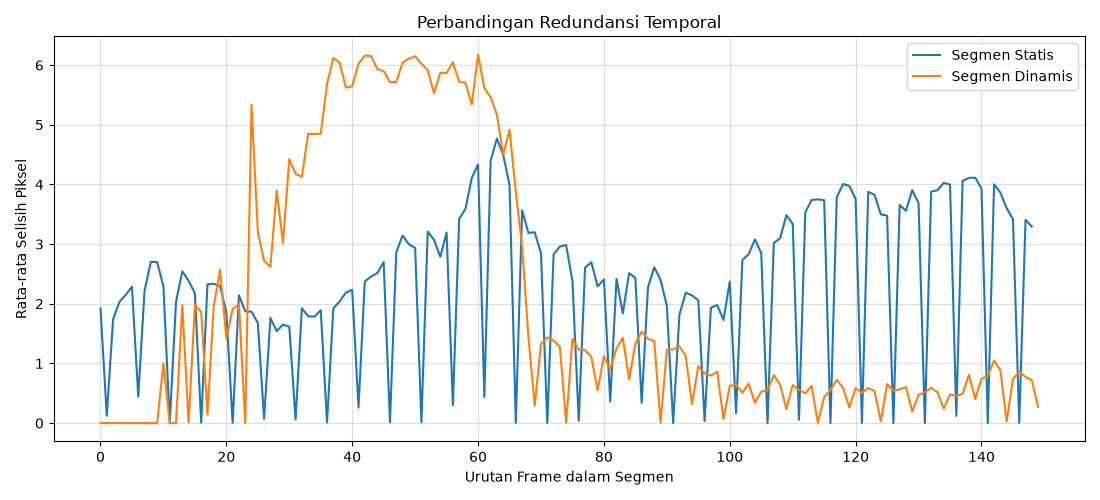 Perbandingan Redundansi Temporal
Segmen Statis
Segmen Dinamis
Rata-rata Selisih Piksel
6
5
4
3
2
1
0
0 20 40 60 80 100 120 140
Urutan Frame dalam Segmen